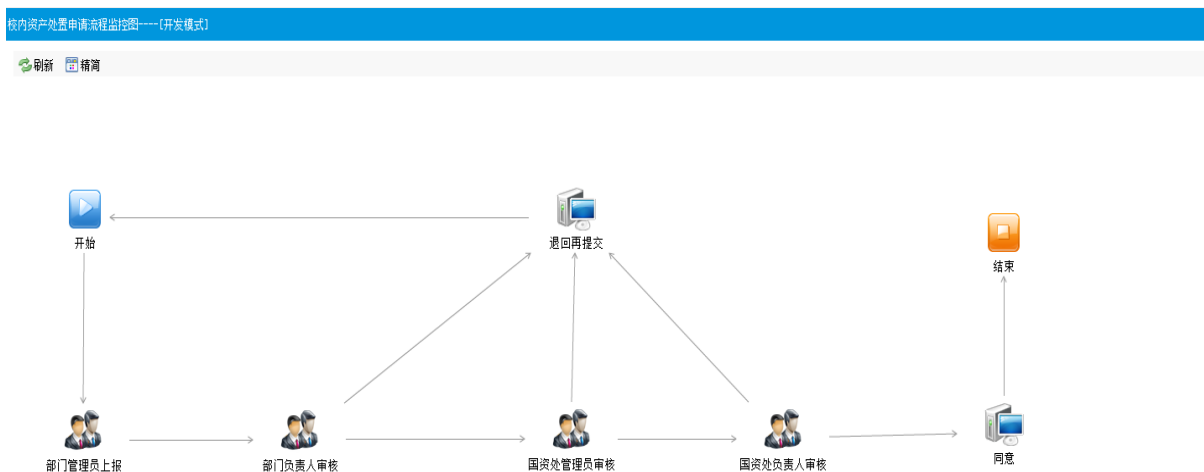 校内资产处置申请流程监控图----[开发模式]
刷新 精简
开始
退回再提交
结束
部门管理员上报
部门负责人审核
国资处管理员审核
国资处负责人审核
同意